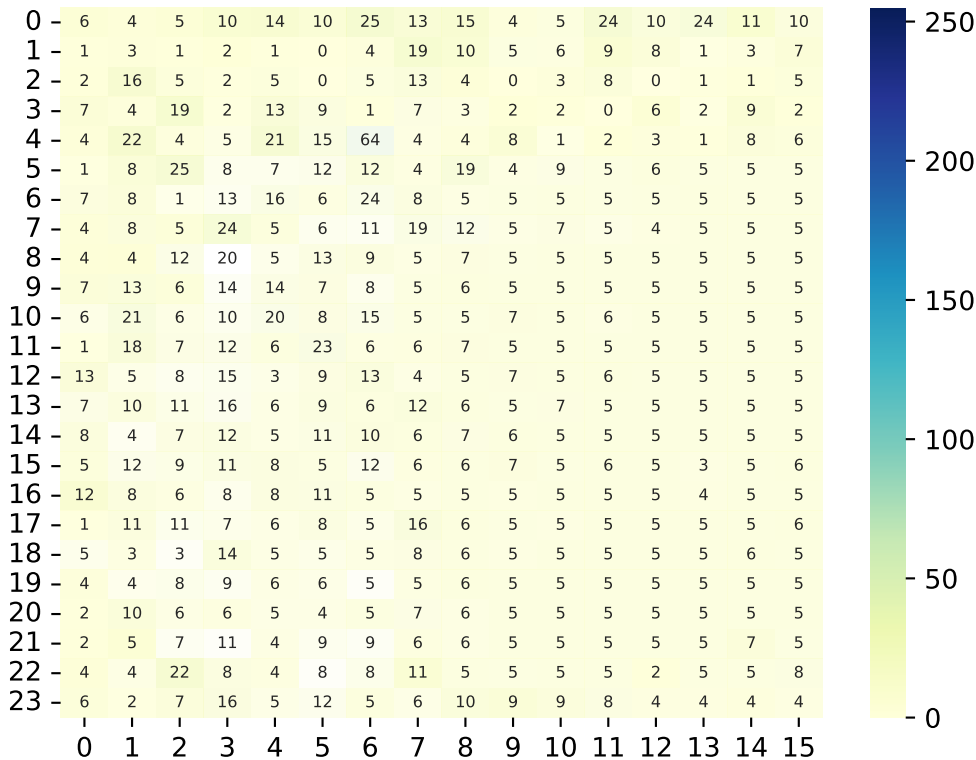 0 6 4 5 10 14 10 25 13 15 4 5 24 10 24 11 10
1 1 3 1 2 1 0 4 19 10 5 6 9 8 1 3 7
2 2 16 5 2 5 0 5 13 4 0 3 8 0 1 1 5
3 7 4 19 2 13 9 1 7 3 2 2 0 6 2 9 2
4 4 22 4 5 21 15 64 4 4 8 1 2 3 1 8 6
5 1 8 25 8 7 12 12 4 19 4 9 5 6 5 5 5
6 7 8 1 13 16 6 24 8 5 5 5 5 5 5 5 5
7 4 8 5 24 5 6 11 19 12 5 7 5 4 5 5 5
8 4 4 12 20 5 13 9 5 7 5 5 5 5 5 5 5
9 7 13 6 14 14 7 8 5 6 5 5 5 5 5 5 5
10 6 21 6 10 20 8 15 5 5 7 5 6 5 5 5 5
11 1 18 7 12 6 23 6 6 7 5 5 5 5 5 5 5
12 13 5 8 15 3 9 13 4 5 7 5 6 5 5 5 5
13 7 10 11 16 6 9 6 12 6 5 7 5 5 5 5 5
14 8 4 7 12 5 11 10 6 7 6 5 5 5 5 5 5
15 5 12 9 11 8 5 12 6 6 7 5 6 5 3 5 6
16 12 8 6 8 8 11 5 5 5 5 5 5 5 4 5 5
17 1 11 11 7 6 8 5 16 6 5 5 5 5 5 5 6
18 5 3 3 14 5 5 5 8 6 5 5 5 5 5 6 5
19 4 4 8 9 6 6 5 5 6 5 5 5 5 5 5 5
20 2 10 6 6 5 4 5 7 6 5 5 5 5 5 5 5
21 2 5 7 11 4 9 9 6 6 5 5 5 5 5 7 5
22 4 4 22 8 4 8 8 11 5 5 5 5 2 5 5 8
23 6 2 7 16 5 12 5 6 10 9 9 8 4 4 4 4
0 1 2 3 4 5 6 7 8 9 10 11 12 13 14 15
250
200
150
100
50
0